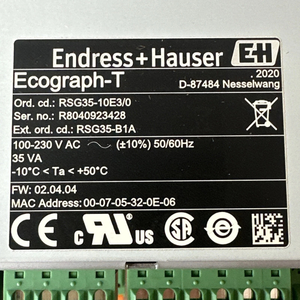 Endress+Hauser EH
Ecograph-T , 2020
D-87484 Nesselwang
Ord. cd.: RSG35-10E3/0
Ser. no.: R8040923428
Ext. ord. cd.: RSG35-B1A
100-230 V AC ~ (±10%) 50/60Hz
35 VA
-10°C < Ta < +50°C
FW: 02.04.04
MAC Address: 00-07-05-32-0E-06
CE c UL US SA